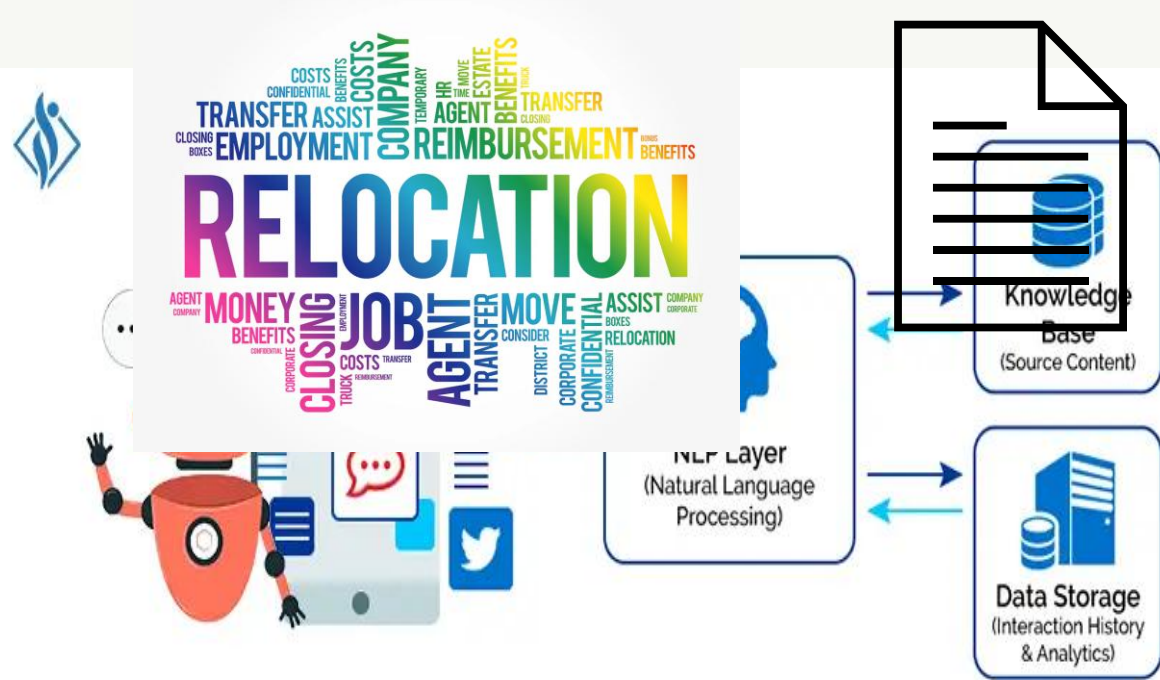 COSTS
CONFIDENTIAL
BENEFITS
COSTS
COMPANY
TEMPORARY
HR
TIME
MOVE
ESTATE
BENEFITS
TRUCK
TRANSFER ASSIST
AGENT
TRANSFER
CLOSING
CLOSING
BOXES
EMPLOYMENT
REIMBURSEMENT
BONUS
BENEFITS
RELOCATION
AGENT
COMPANY
MONEY
BENEFITS
CONFIDENTIAL
CORPORATE
CLOSING
EMPLOYMENT
JOB
COSTS
TRANSFER
TRUCK
REIMBURSEMENT
AGENT
TRANSFER
MOVE
CONSIDER
DISTRICT
CORPORATE
CONFIDENTIAL
REIMBURSEMENT
ASSIST
COMPANY
CORPORATE
BOXES
RELOCATION
Knowledge
Base
(Source Content)
NLP Layer
(Natural Language
Processing)
Data Storage
(Interaction History
& Analytics)